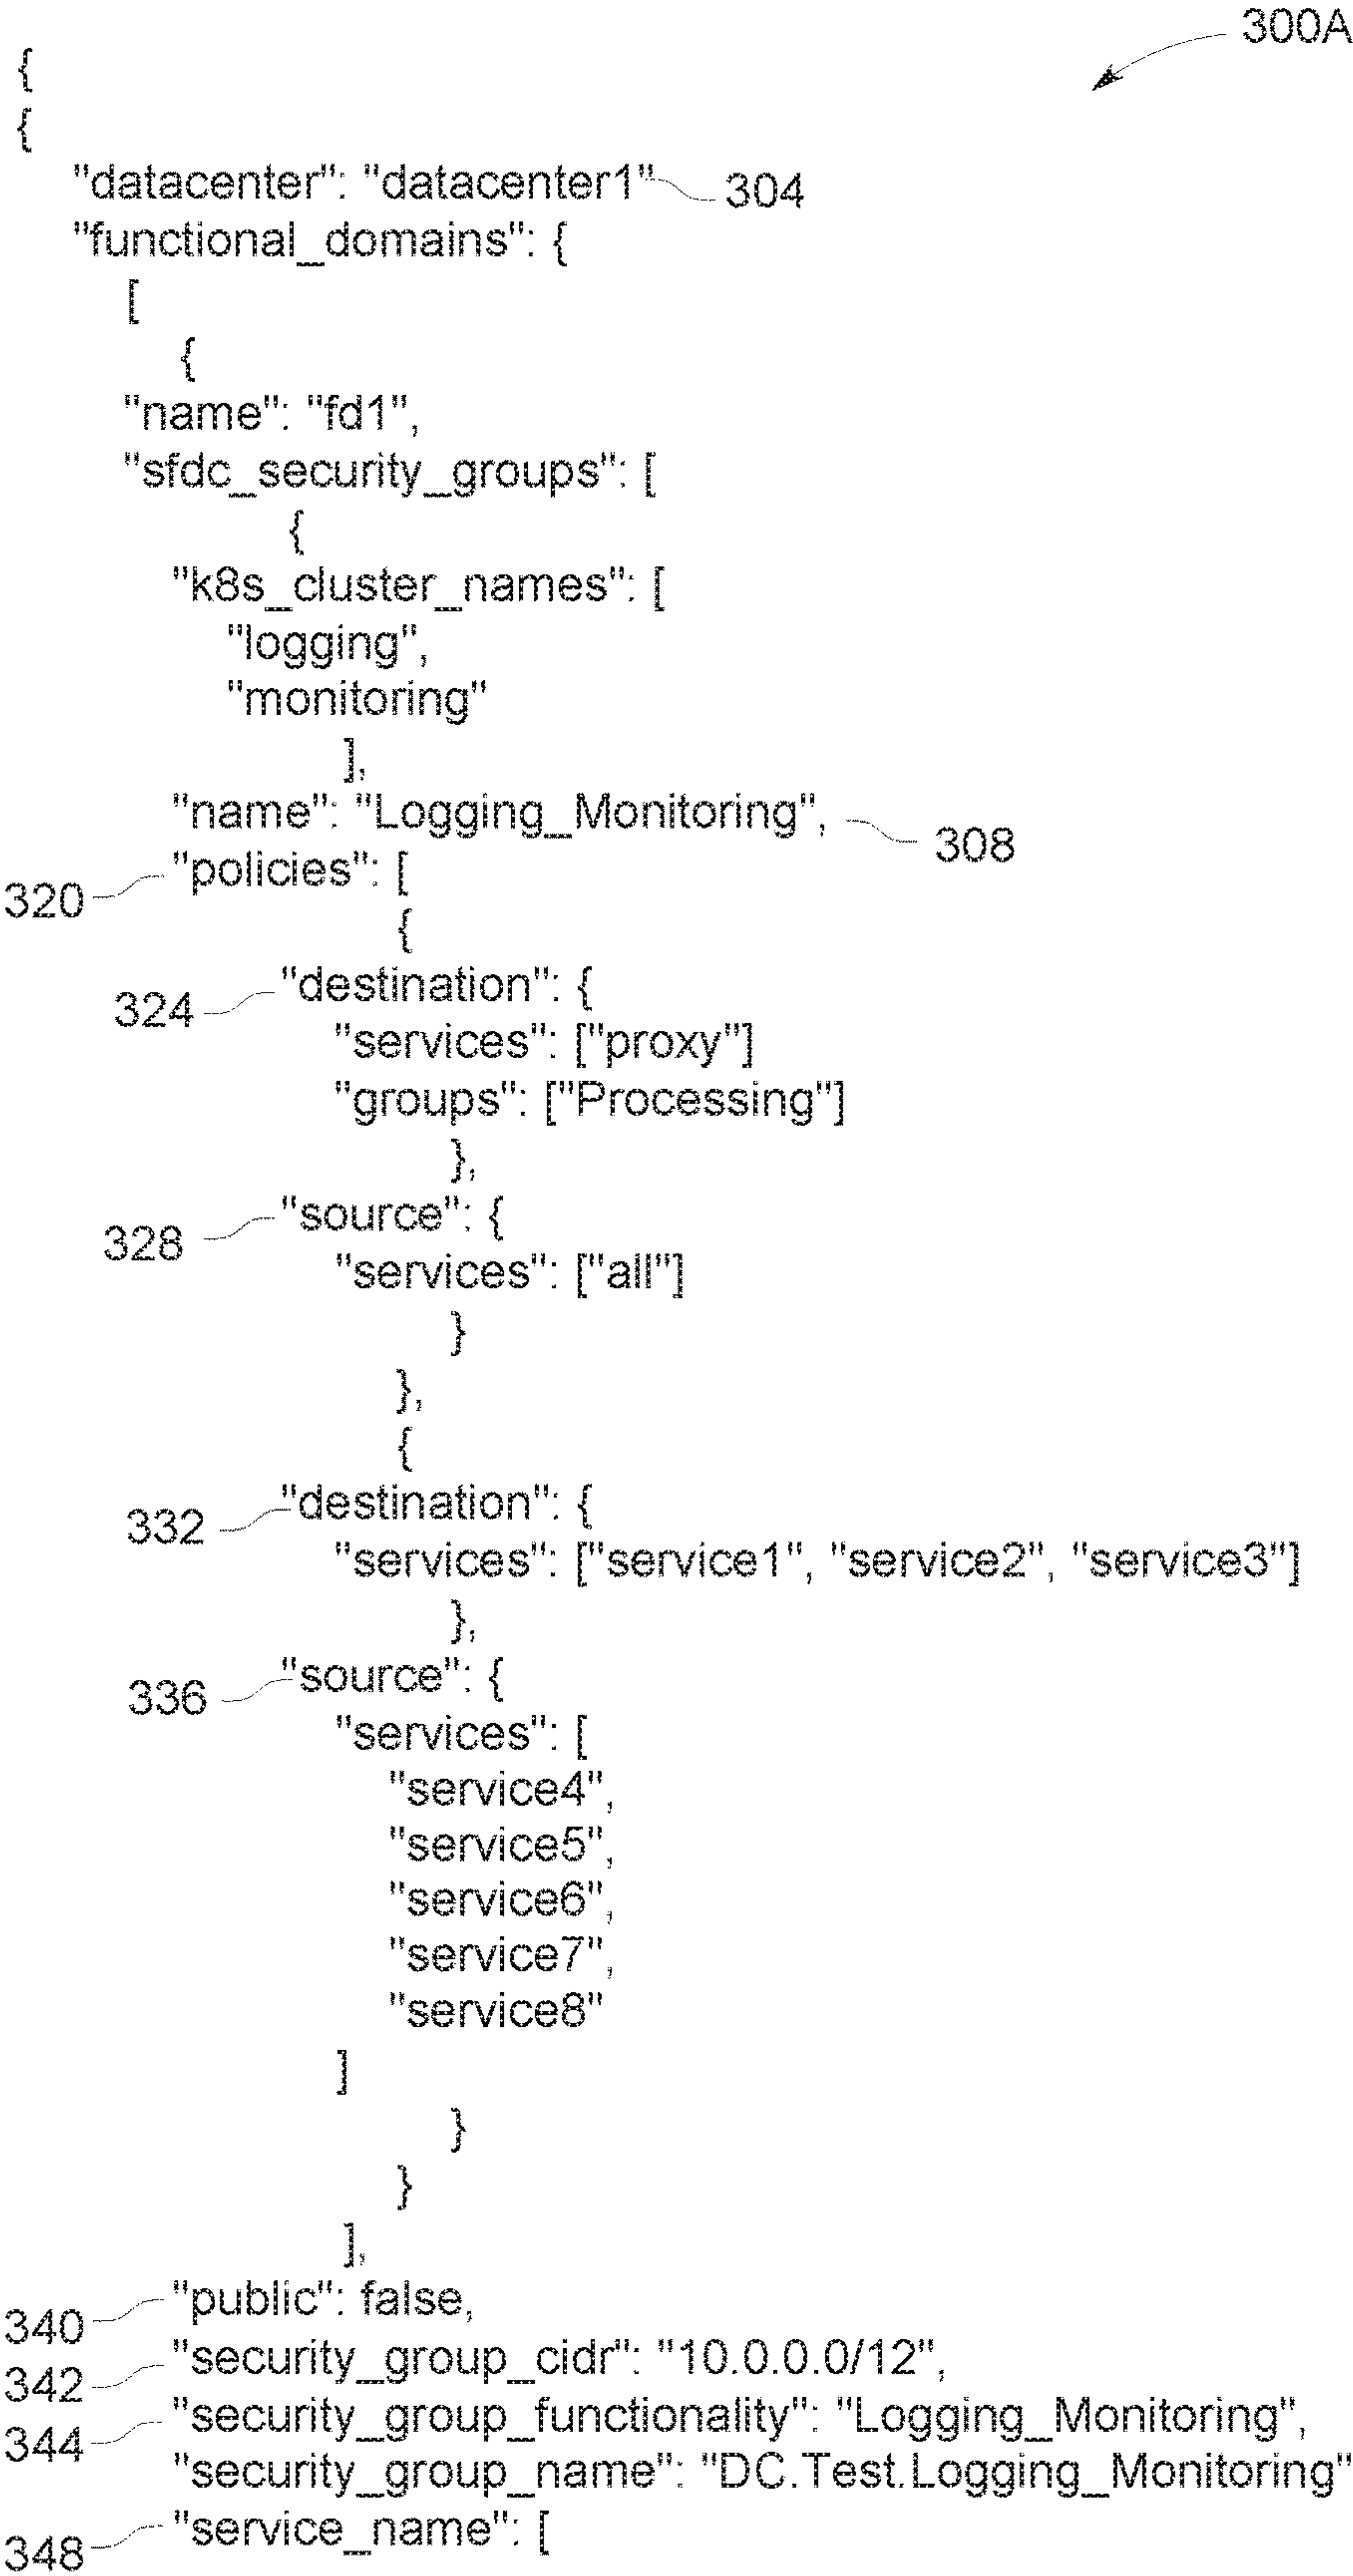 300A
{
{
"datacenter": "datacenter1" 304
"functional_domains": {
[
{
"name": "fd1",
"sfdc_security_groups": [
{
"k8s_cluster_names": [
"logging",
"monitoring"
],
"name": "Logging_Monitoring", 308
320 "policies": [
{
324 "destination": {
"services": ["proxy"]
"groups": ["Processing"]
},
328 "source": {
"services": ["all"]
}
},
{
332 "destination": {
"services": ["service1", "service2", "service3"]
},
336 "source": {
"services": [
"service4",
"service5",
"service6",
"service7",
"service8"
]
}
}
],
340 "public": false,
342 "security_group_cidr": "10.0.0.0/12",
344 "security_group_functionality": "Logging_Monitoring",
"security_group_name": "DC.Test.Logging_Monitoring"
348 "service_name": [